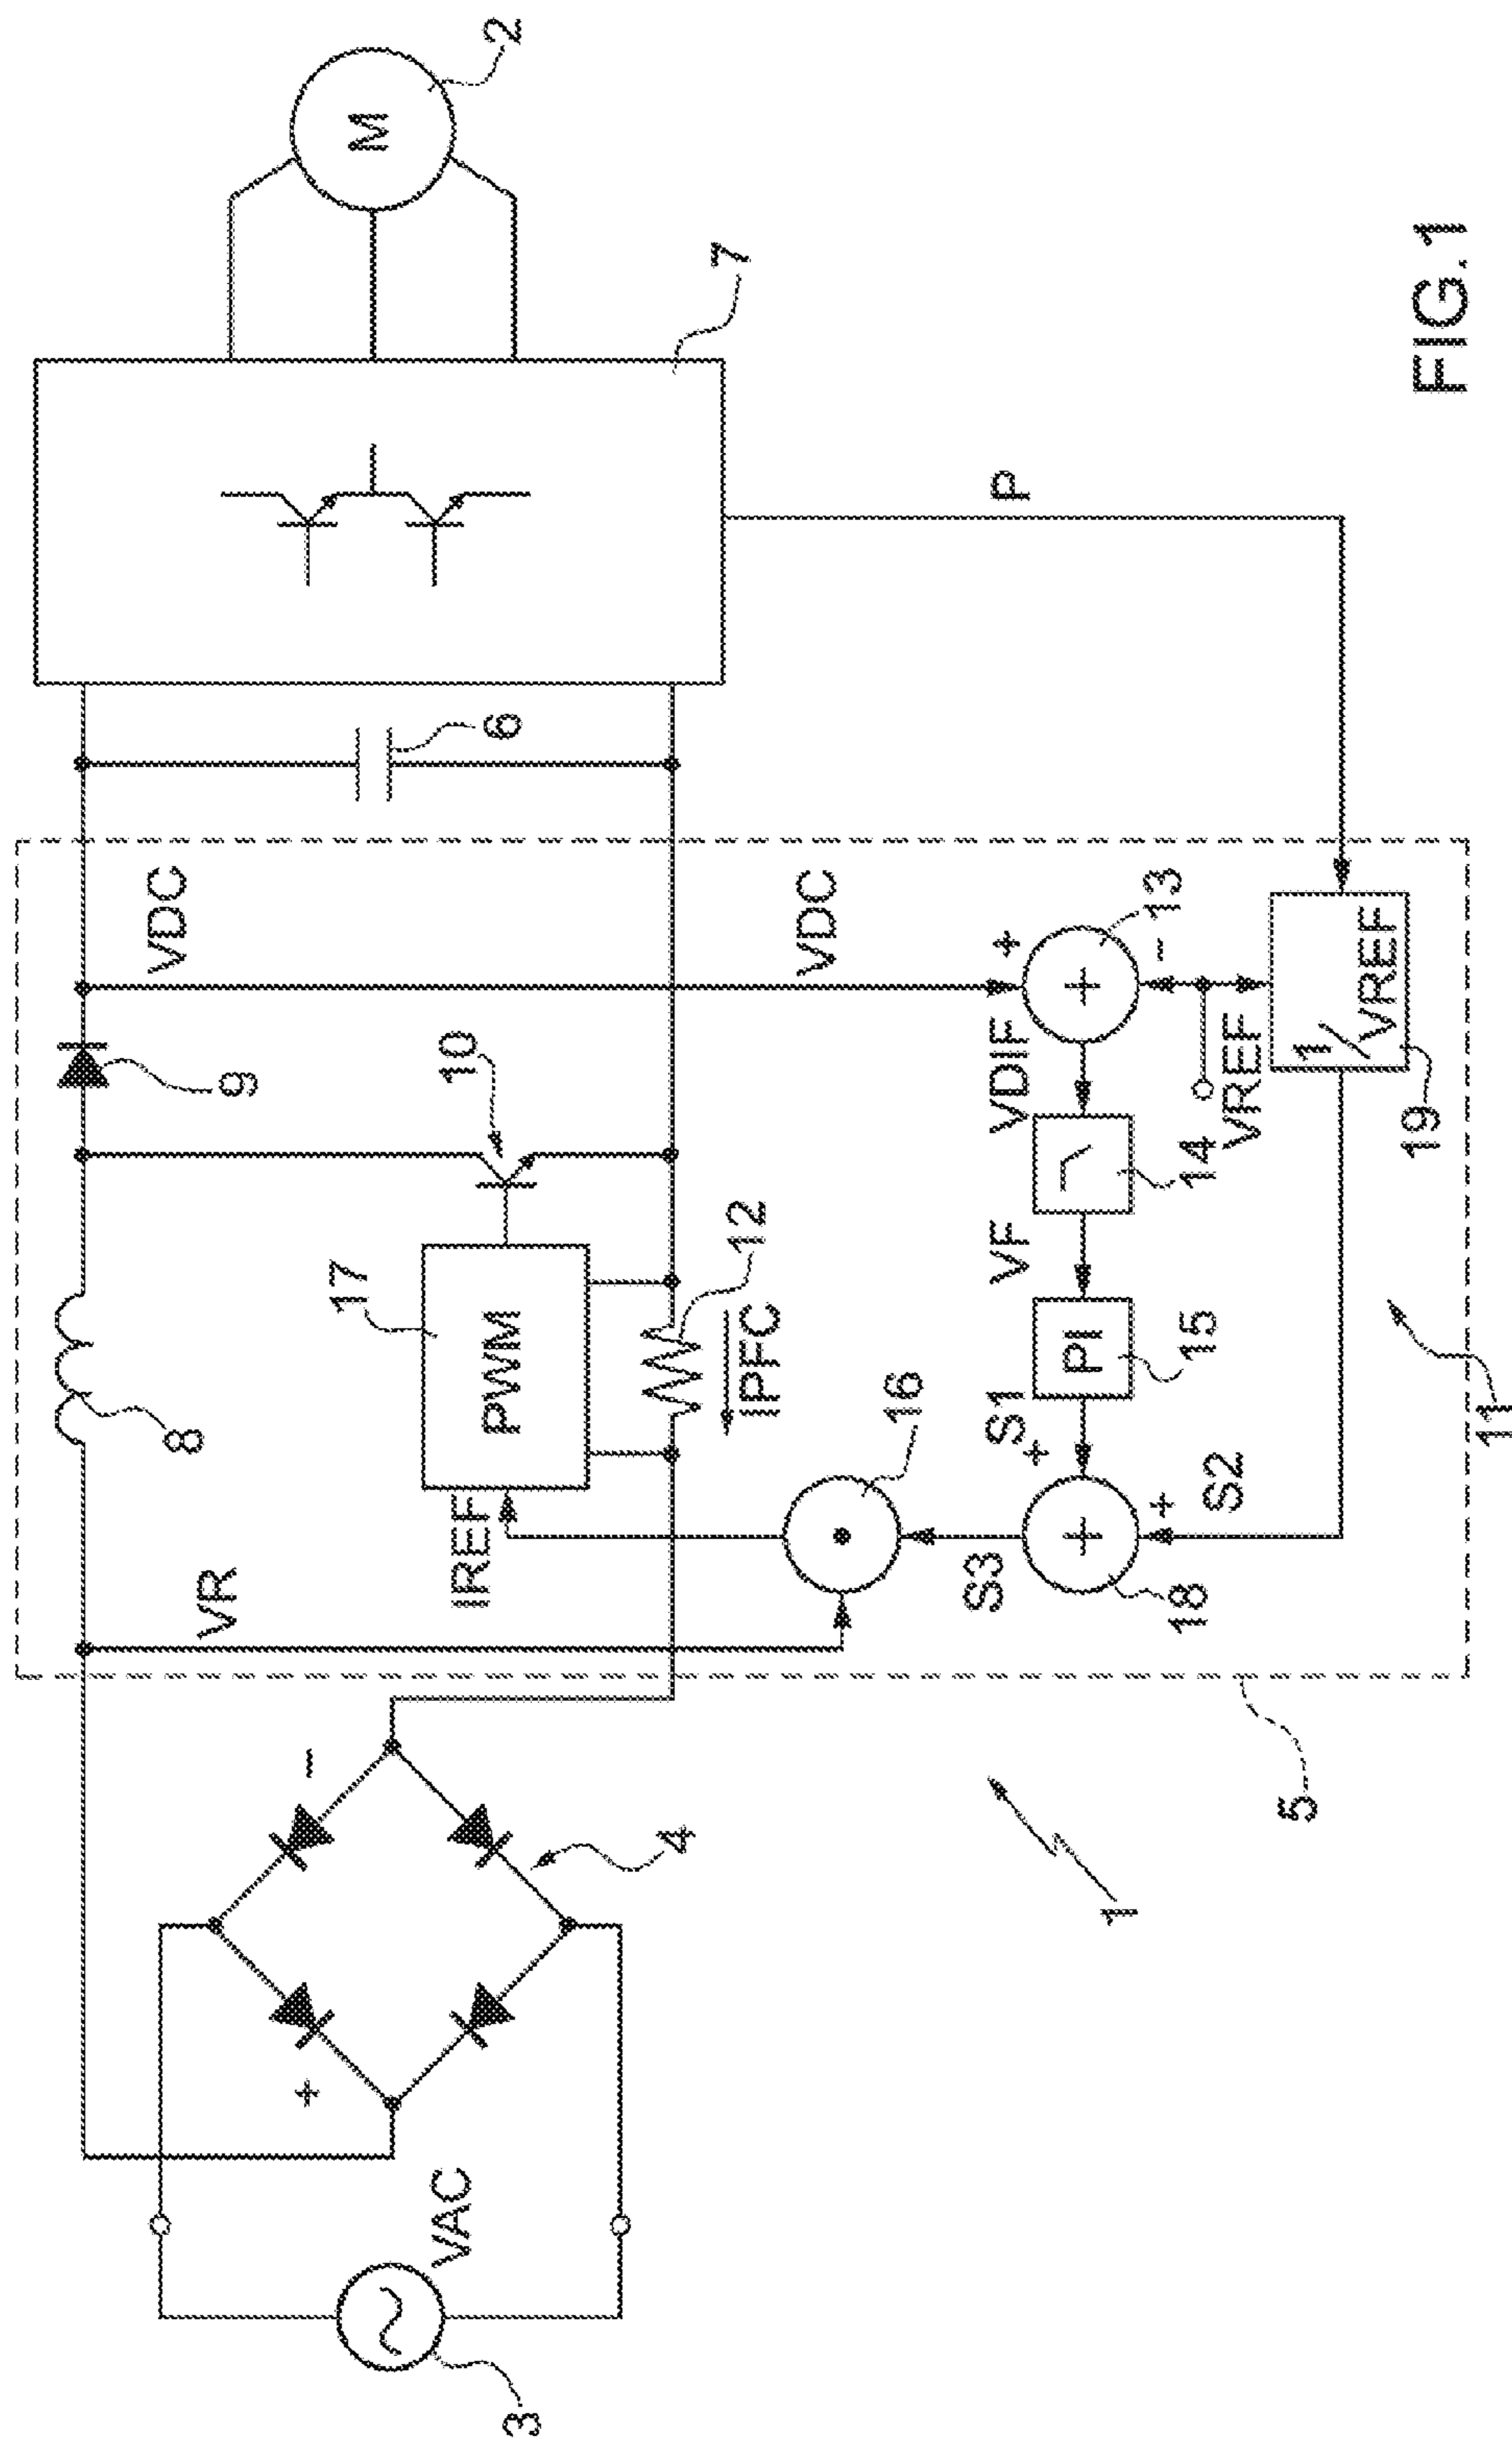 3
VAC
+
−
4
1
5
VR
8
9
VDC
17
PWM
IREF
10
12
IPFC
16
S3
18
+
S1
+
S2
+
PI
15
VF
14
VDIF
VDC
+
+
13
−
VREF
1/VREF
19
11
6
7
P
M
2
FIG.1